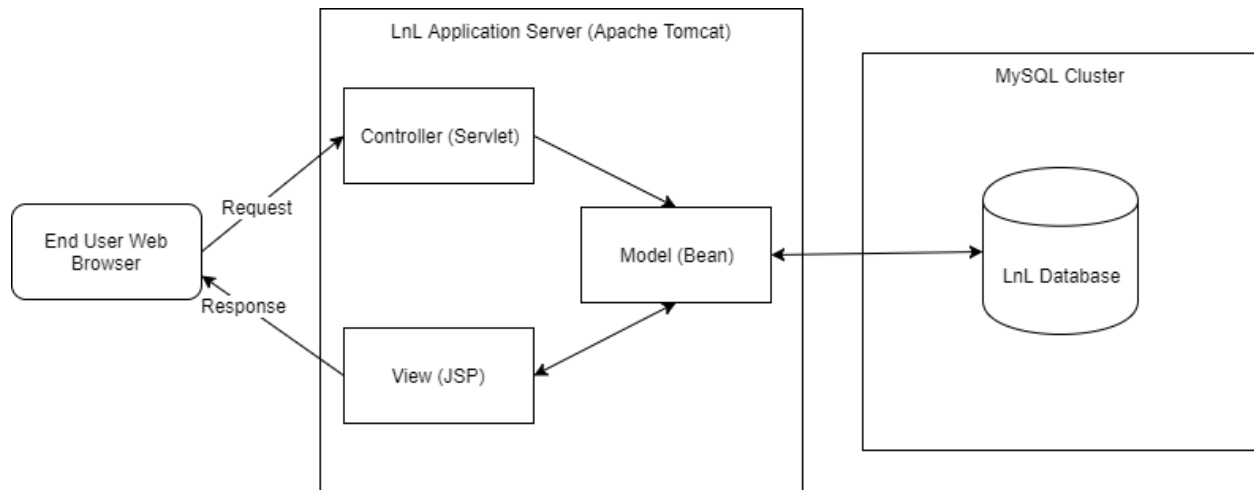 LnL Application Server (Apache Tomcat)
MySQL Cluster
Controller (Servlet)
Request
End User Web
Browser
Model (Bean)
LnL Database
Response
View (JSP)